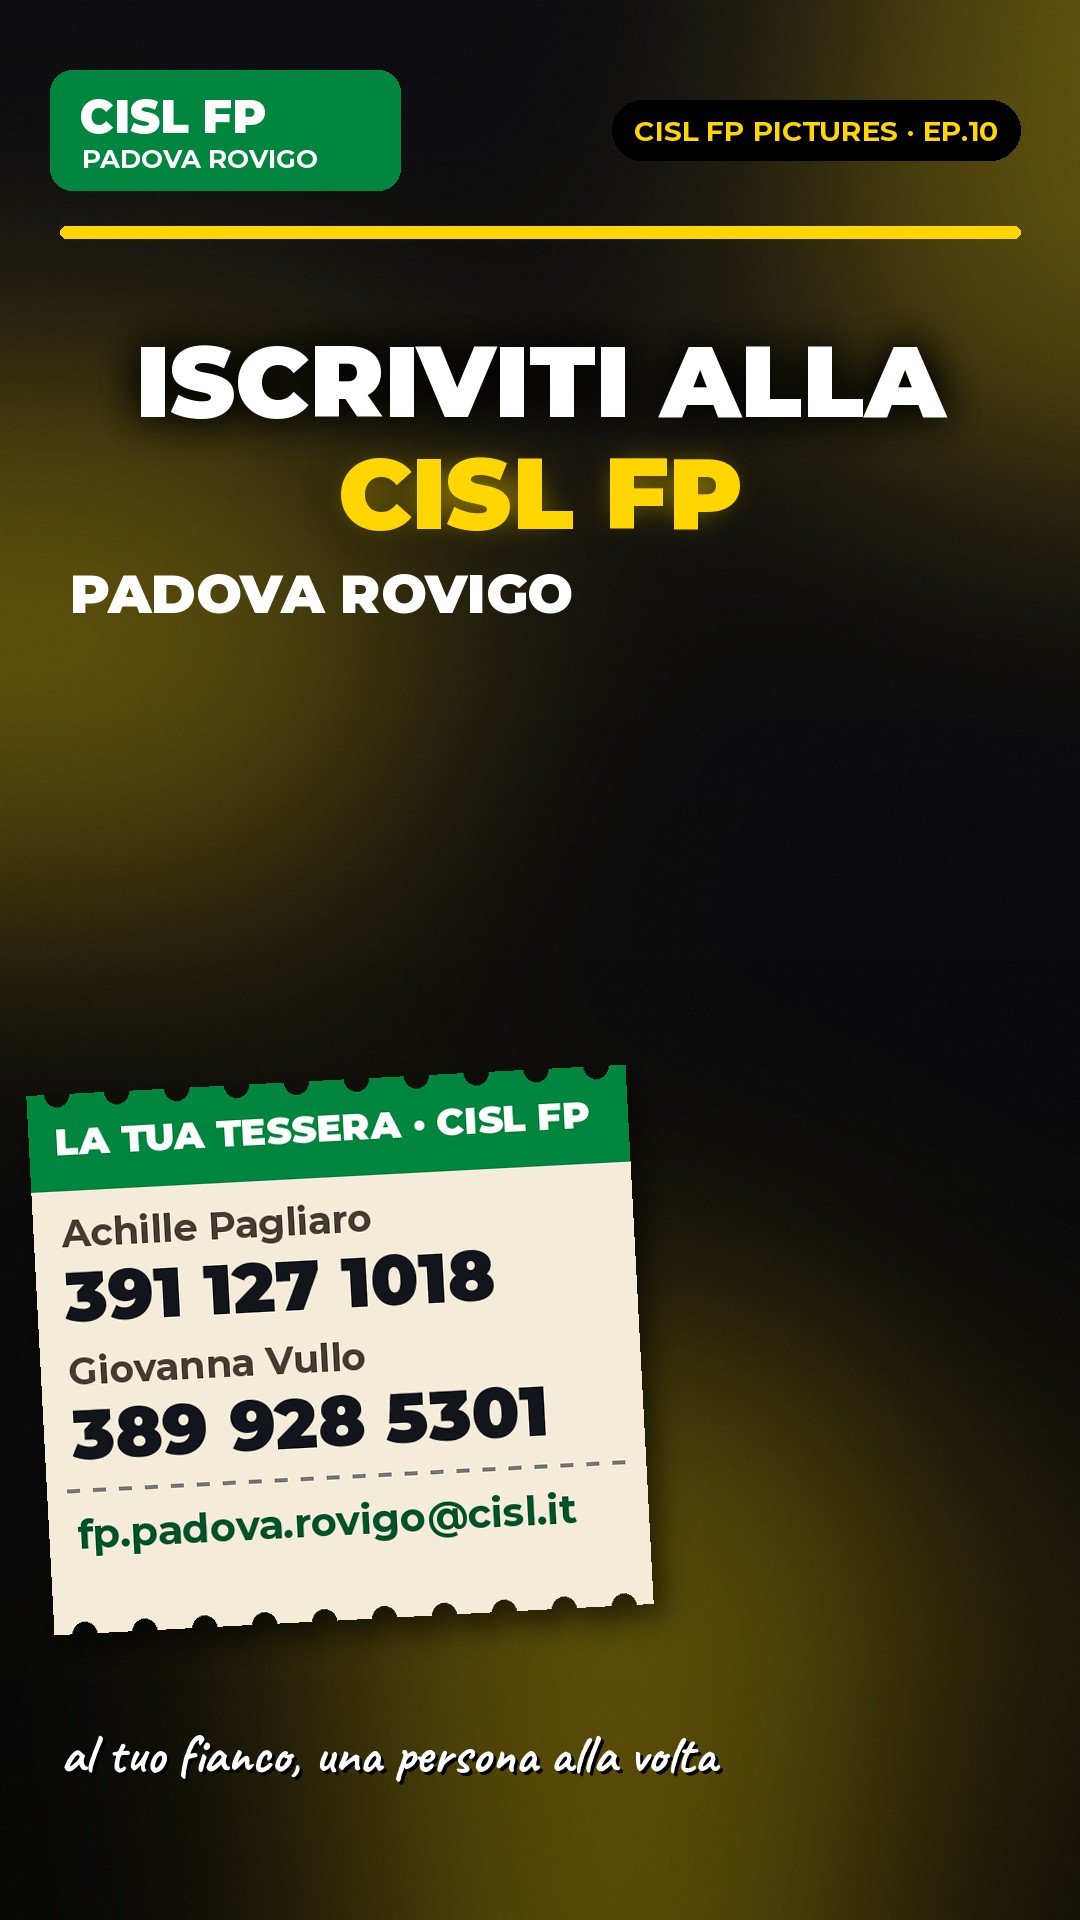 CISL FP
PADOVA ROVIGO
CISL FP PICTURES · EP.10
ISCRIVITI ALLA
CISL FP
PADOVA ROVIGO
LA TUA TESSERA · CISL FP
Achille Pagliaro
391 127 1018
Giovanna Vullo
389 928 5301
fp.padova.rovigo@cisl.it
al tuo fianco, una persona alla volta